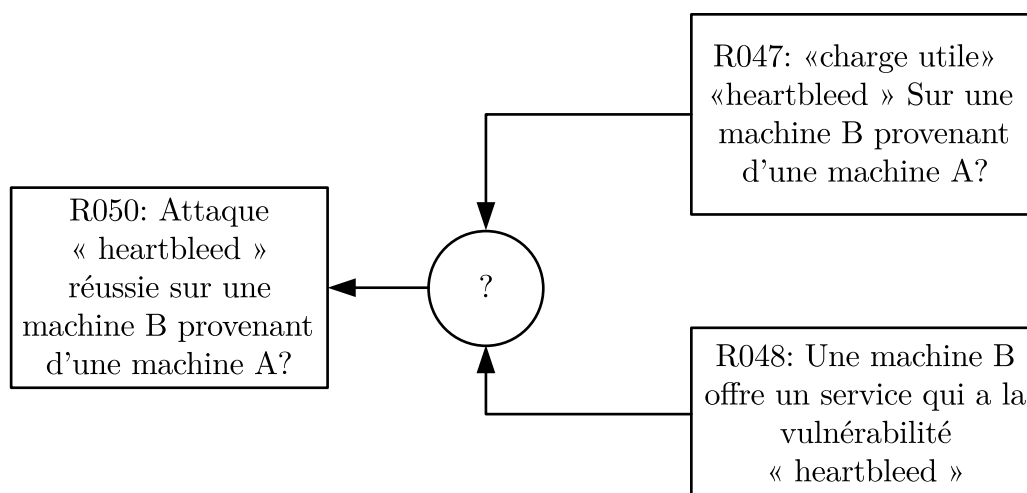 R047: «charge utile»
«heartbleed » Sur une
machine B provenant
d'une machine A?
R050: Attaque
« heartbleed »
réussie sur une
machine B provenant
d'une machine A?
?
R048: Une machine B
offre un service qui a la
vulnérabilité
« heartbleed »